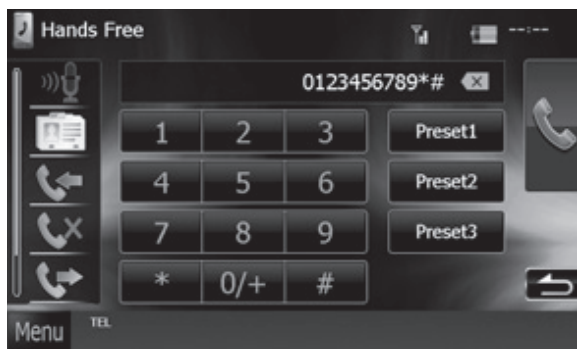 Hands Free
--:--
0123456789*#
1 2 3 Preset1
4 5 6 Preset2
7 8 9 Preset3
* 0/+ #
Menu TEL